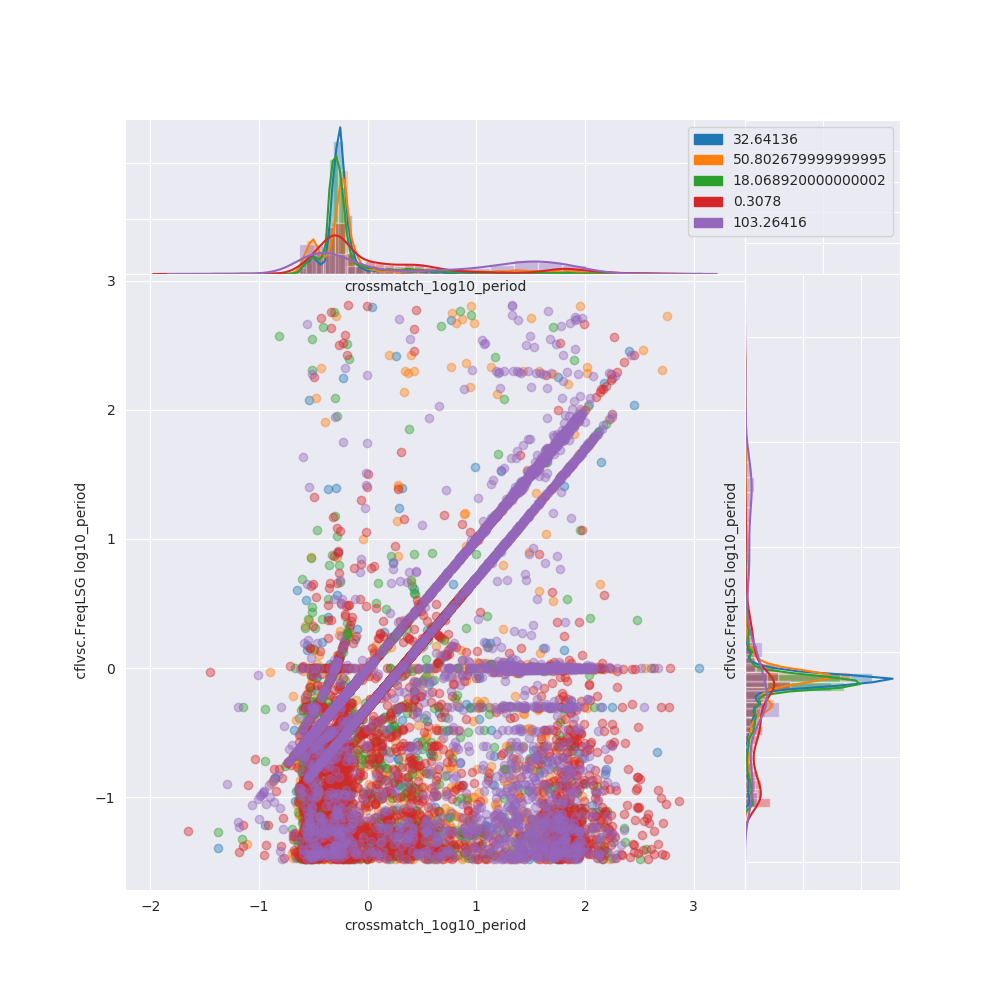 32.64136
50.802679999999995
18.068920000000002
0.3078
103.26416
crossmatch_1og10_period
3
2
1
0
−1
cflvsc.FreqLSG log10_period
cflvsc.FreqLSG log10_period
−2 −1 0 1 2 3
crossmatch_1og10_period